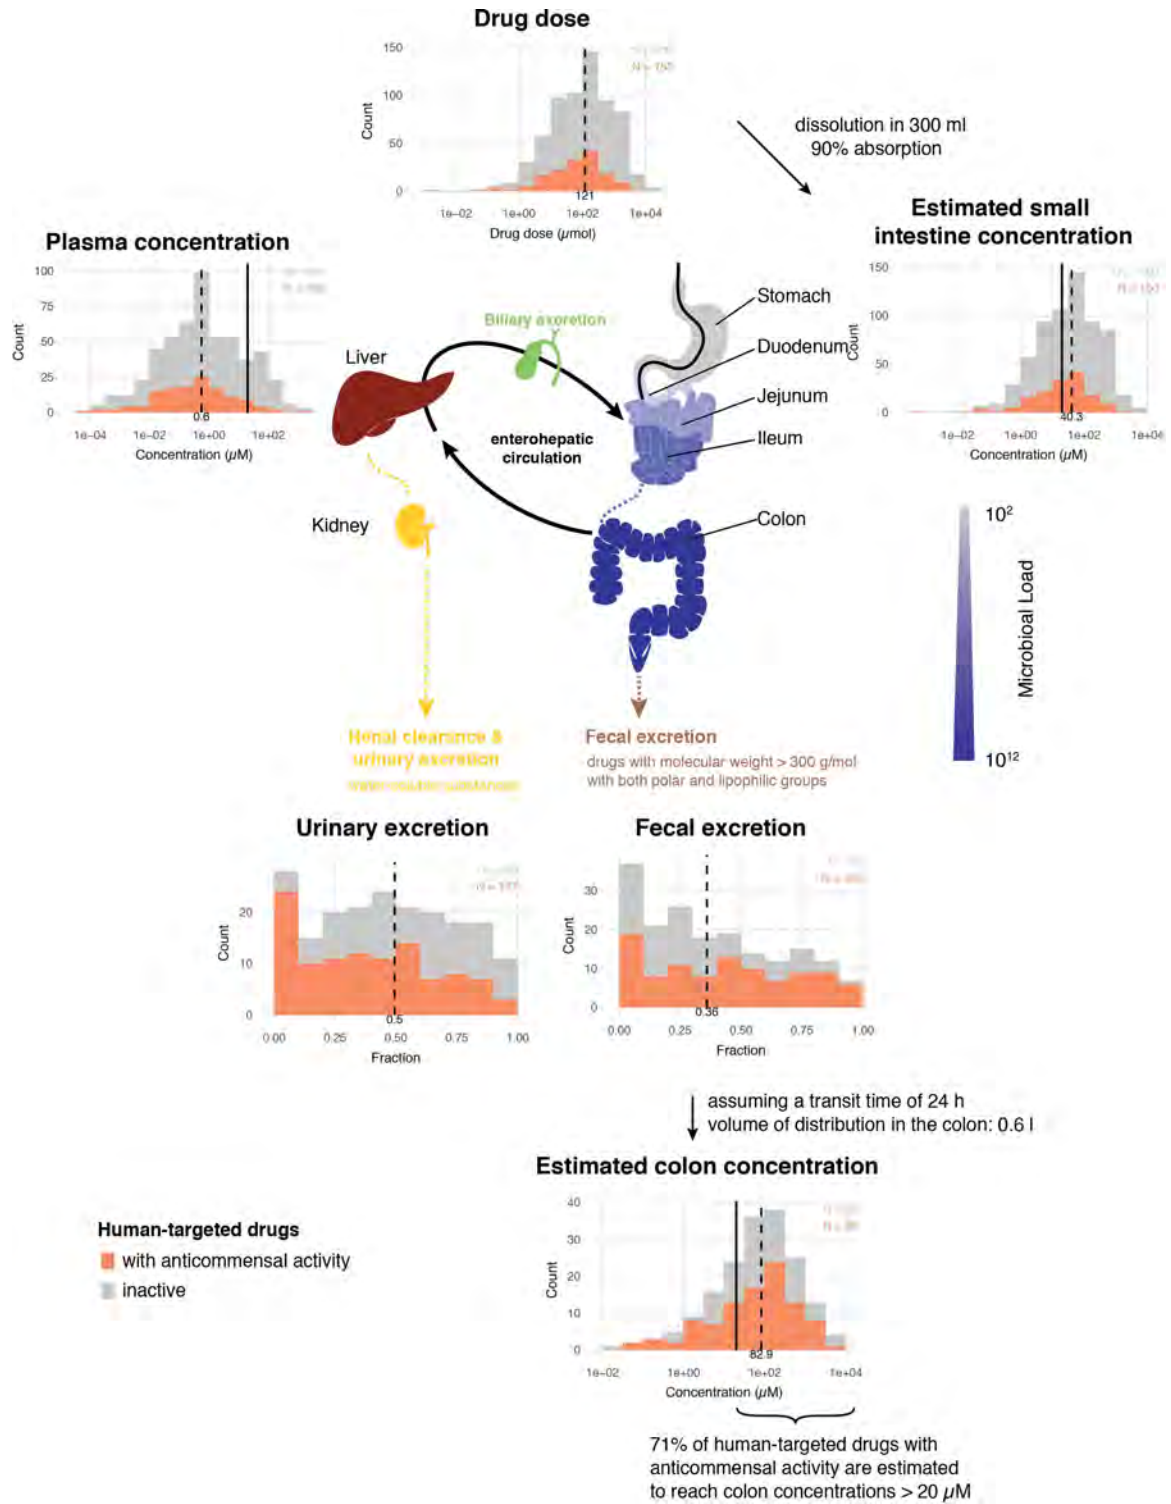 Drug dose
150
100
50
0
Count
1e-02
1e+00
1e+02
1e+04
121
Drug dose (µmol)
dissolution in 300 ml
90% absorption
Plasma concentration
100
75
50
25
0
Count
0.6
1e-04
1e-02
1e+00
1e+02
Concentration (µM)
Estimated small
intestine concentration
150
100
50
0
Count
40.3
1e-02
1e+00
1e+02
1e+04
Concentration (µM)
Biliary excretion
Liver
Stomach
Duodenum
Jejunum
Ileum
enterohepatic
circulation
Kidney
Colon
10²
Microbioal Load
10¹²
Renal clearance &
urinary excretion
Fecal excretion
drugs with molecular weight > 300 g/mol
with both polar and lipophilic groups
Urinary excretion
20
10
0
Count
0.5
0.00
0.25
0.50
0.75
1.00
Fraction
Fecal excretion
30
20
10
0
Count
0.36
0.00
0.25
0.50
0.75
1.00
Fraction
assuming a transit time of 24 h
volume of distribution in the colon: 0.6 l
Estimated colon concentration
40
30
20
10
0
Count
82.9
1e-02
1e+00
1e+02
1e+04
Concentration (µM)
Human-targeted drugs
with anticommensal activity
inactive
71% of human-targeted drugs with
anticommensal activity are estimated
to reach colon concentrations > 20 µM